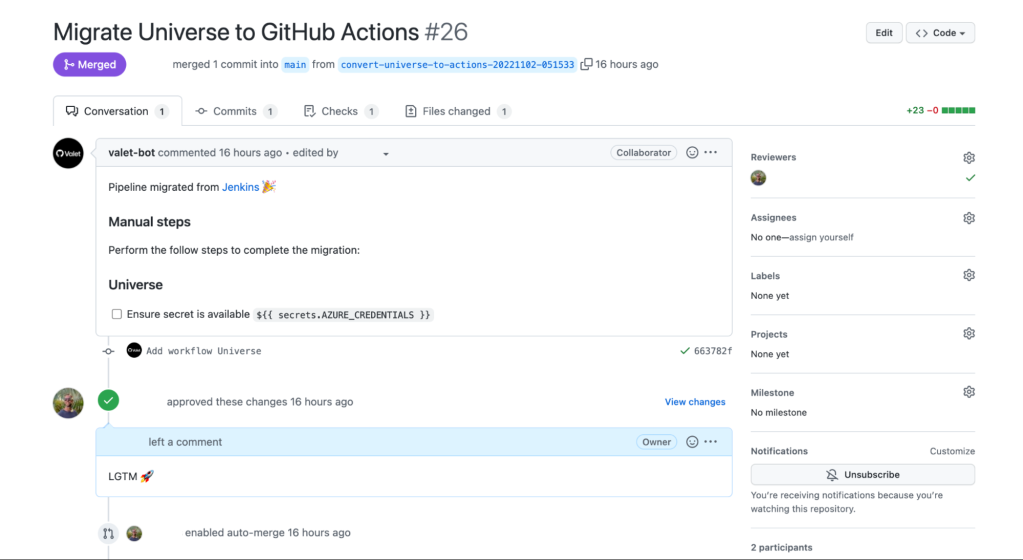 Migrate Universe to GitHub Actions #26
Edit
<> Code
Merged
merged 1 commit into main from convert-universe-to-actions-20221102-051533 16 hours ago
Conversation 1
Commits 1
Checks 1
Files changed 1
+23 −0
Valet
valet-bot commented 16 hours ago • edited by
Collaborator
Pipeline migrated from Jenkins 🎉
Manual steps
Perform the follow steps to complete the migration:
Universe
Ensure secret is available ${{ secrets.AZURE_CREDENTIALS }}
Add workflow Universe
663782f
approved these changes 16 hours ago
View changes
left a comment
Owner
LGTM 🚀
enabled auto-merge 16 hours ago
Reviewers
Assignees
No one—assign yourself
Labels
None yet
Projects
None yet
Milestone
No milestone
Notifications
Customize
Unsubscribe
You're receiving notifications because you're
watching this repository.
2 participants